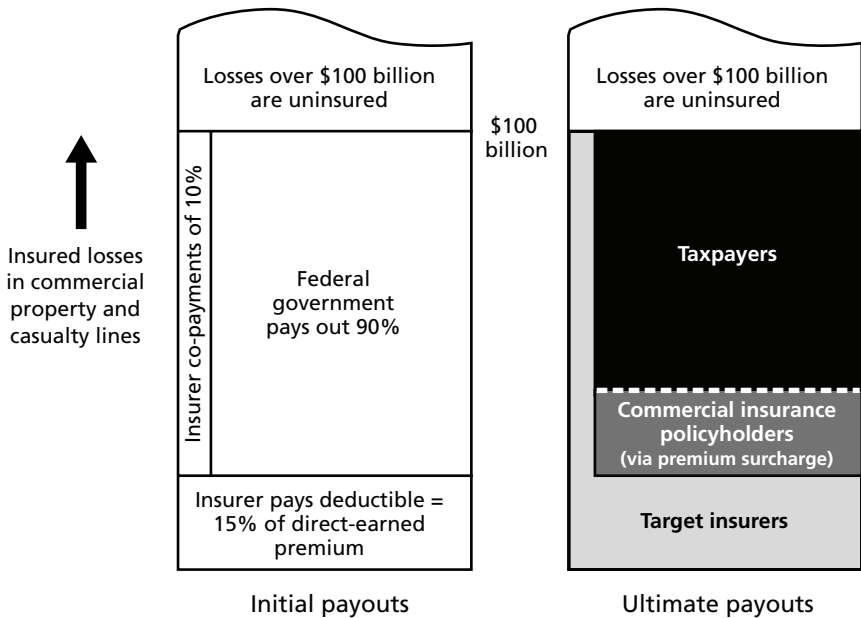 Losses over $100 billion
are uninsured
Losses over $100 billion
are uninsured
$100
billion
Insured losses
in commercial
property and
casualty lines
Insurer co-payments of 10%
Federal
government
pays out 90%
Taxpayers
Commercial insurance
policyholders
(via premium surcharge)
Insurer pays deductible =
15% of direct-earned
premium
Target insurers
Initial payouts
Ultimate payouts